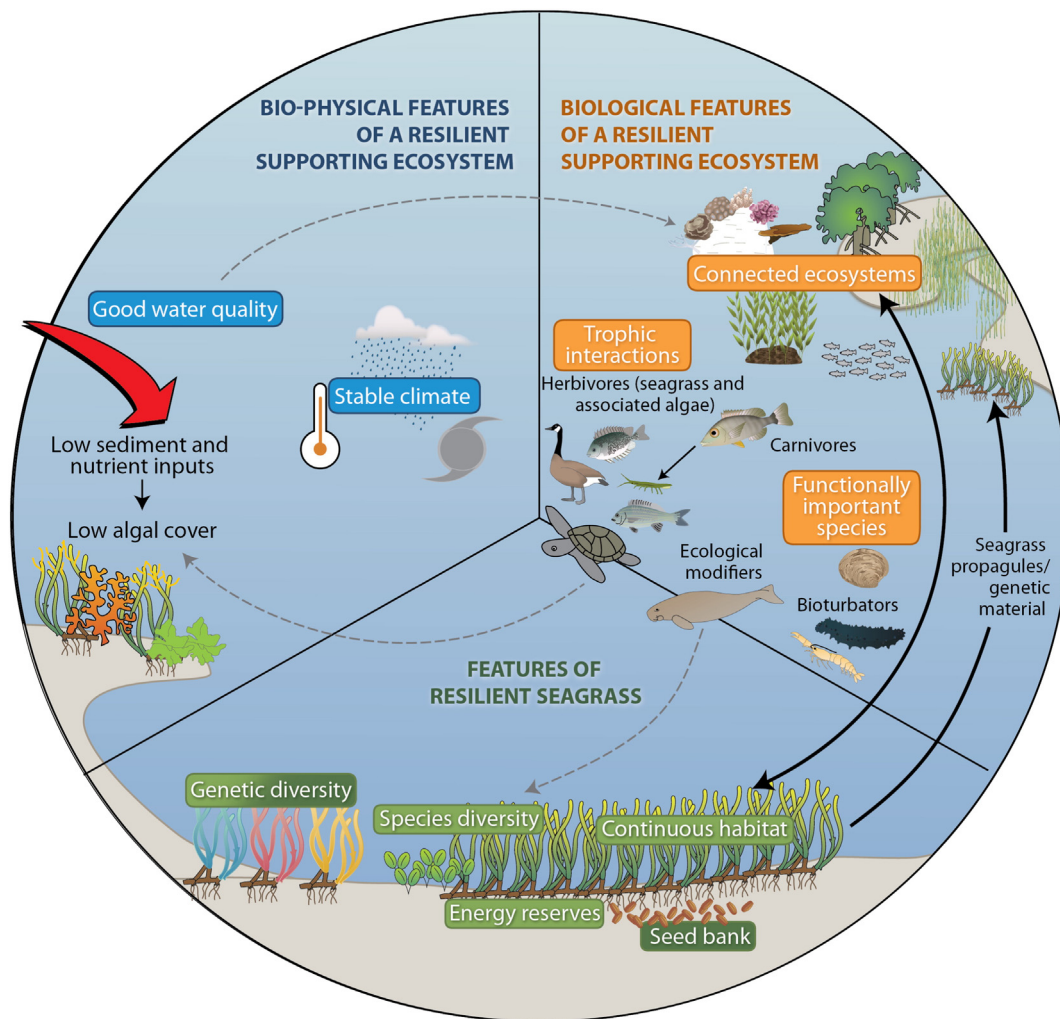 BIO-PHYSICAL FEATURES
OF A RESILIENT
SUPPORTING ECOSYSTEM
BIOLOGICAL FEATURES
OF A RESILIENT
SUPPORTING ECOSYSTEM
Connected ecosystems
Good water quality
Trophic
interactions
Stable climate
Herbivores (seagrass and
associated algae)
Carnivores
Low sediment and
nutrient inputs
Low algal cover
Functionally
important
species
Ecological
modifiers
Bioturbators
Seagrass
propagules/
genetic
material
FEATURES OF
RESILIENT SEAGRASS
Genetic diversity
Species diversity
Continuous habitat
Energy reserves
Seed bank